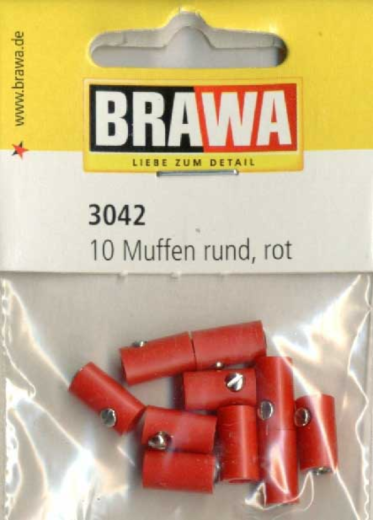 www.brawa.de
BRAWA
LIEBE ZUM DETAIL
3042
10 Muffen rund, rot